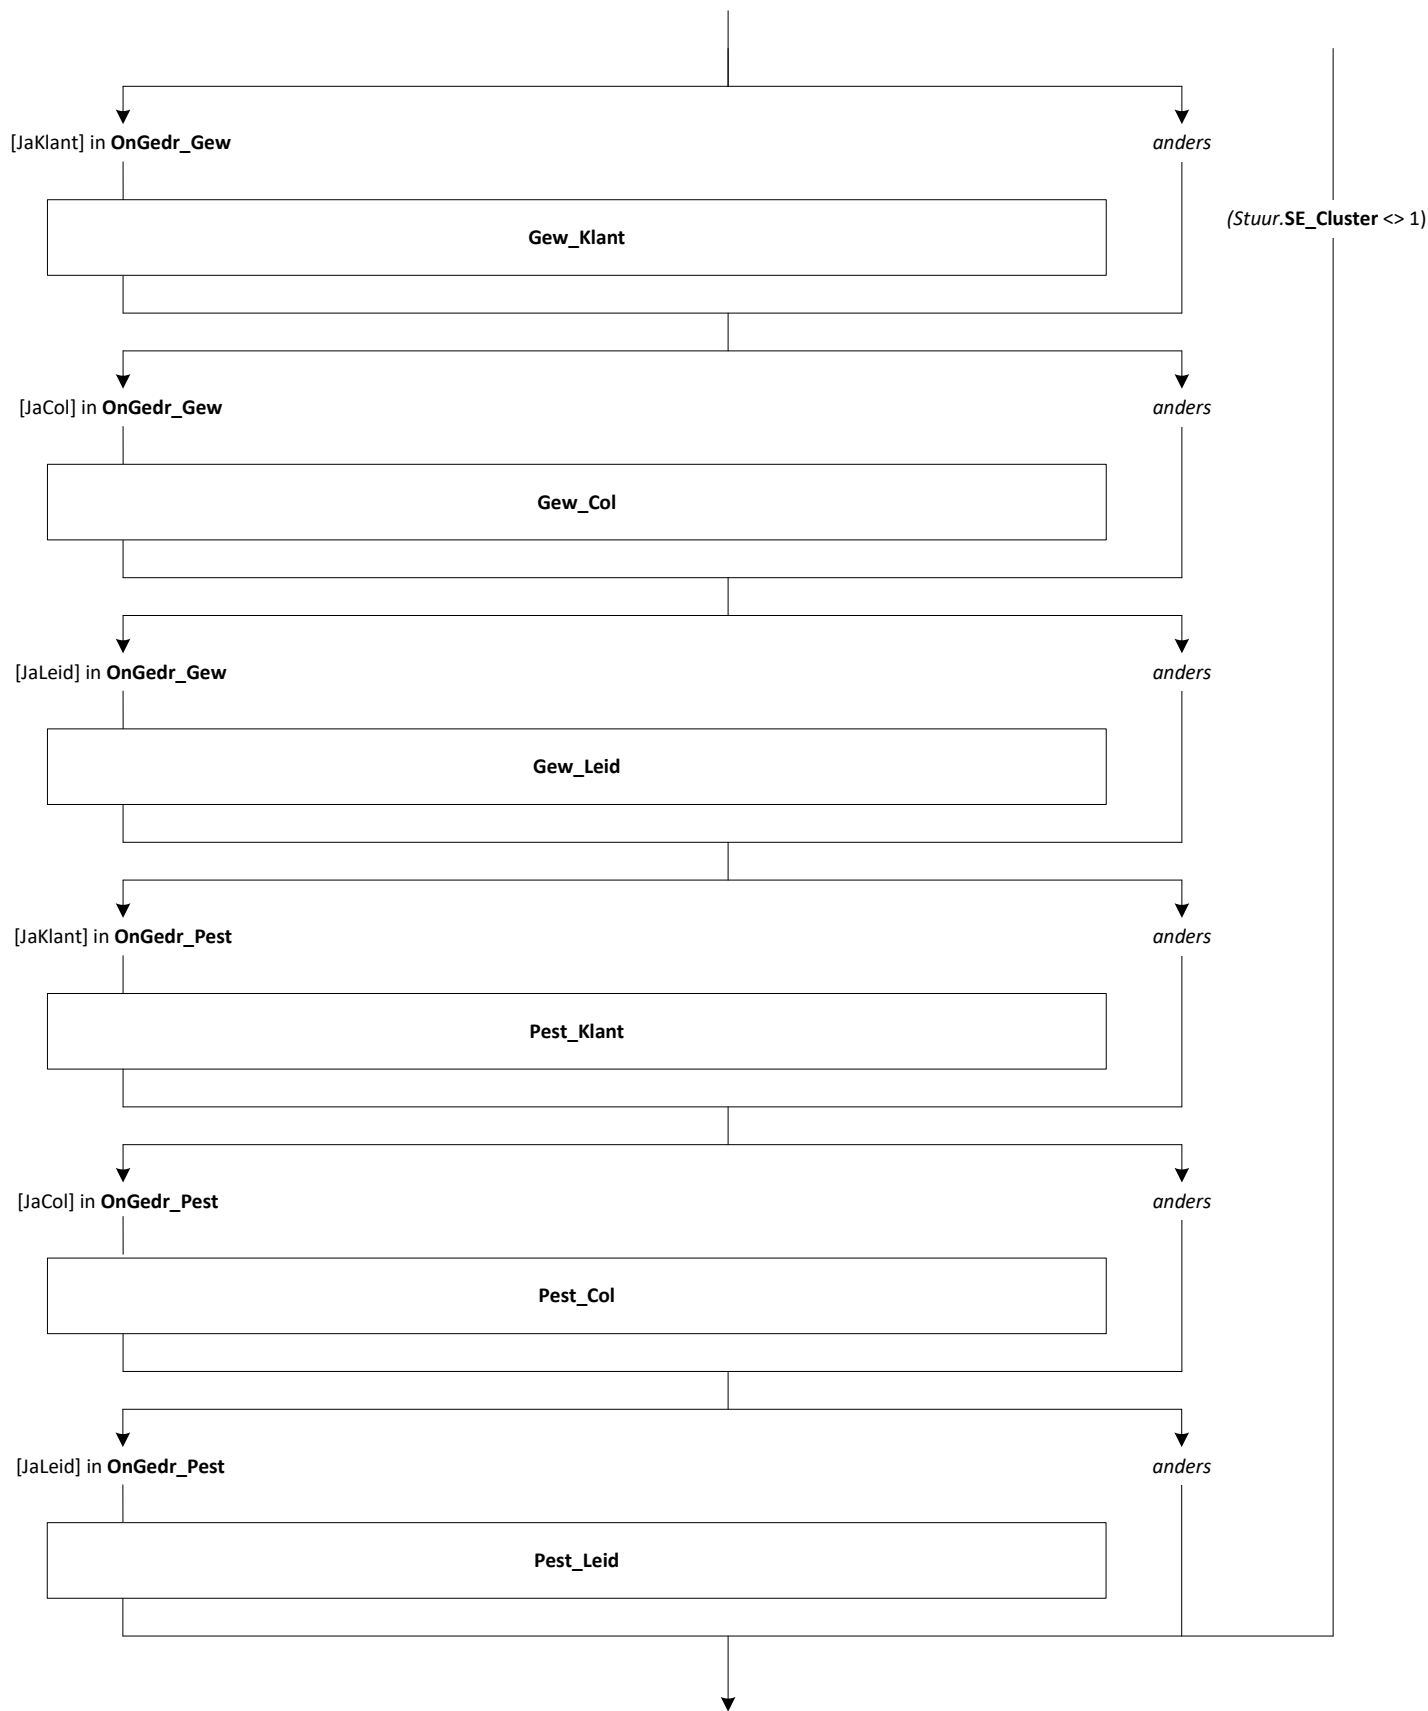 [JaKlant] in OnGedr_Gew
anders
(Stuur.SE_Cluster <> 1)
Gew_Klant
[JaCol] in OnGedr_Gew
anders
Gew_Col
[JaLeid] in OnGedr_Gew
anders
Gew_Leid
[JaKlant] in OnGedr_Pest
anders
Pest_Klant
[JaCol] in OnGedr_Pest
anders
Pest_Col
[JaLeid] in OnGedr_Pest
anders
Pest_Leid